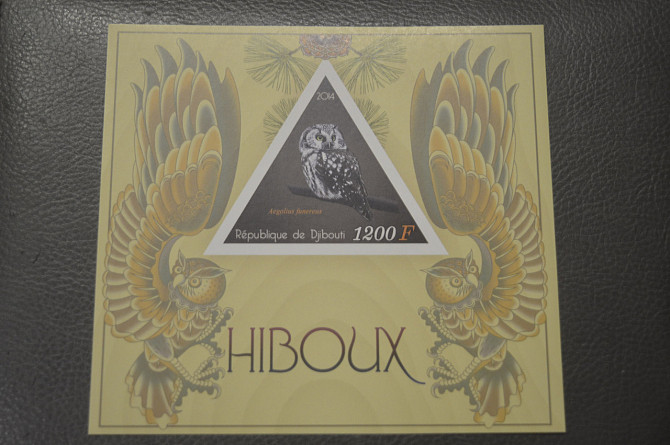 2014
Aegolius funereus
République de Djibouti 1200 F
HIBOUX